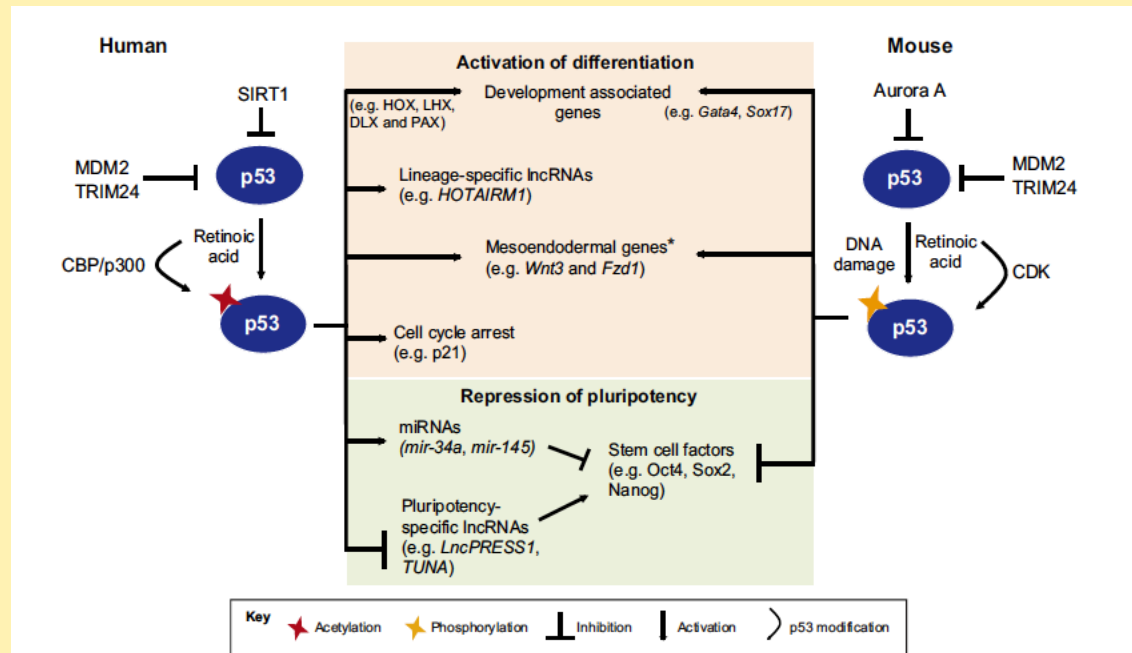 Human
Mouse
SIRT1
MDM2
TRIM24
p53
Retinoic
acid
CBP/p300
p53
Activation of differentiation
Development associated
genes
(e.g. HOX, LHX,
DLX and PAX)
(e.g. Gata4, Sox17)
Lineage-specific lncRNAs
(e.g. HOTAIRM1)
Mesoendodermal genes*
(e.g. Wnt3 and Fzd1)
Cell cycle arrest
(e.g. p21)
Repression of pluripotency
miRNAs
(mir-34a, mir-145)
Stem cell factors
(e.g. Oct4, Sox2,
Nanog)
Pluripotency-
specific lncRNAs
(e.g. LncPRESS1,
TUNA)
Aurora A
p53
MDM2
TRIM24
DNA
damage
Retinoic
acid
CDK
p53
Key
Acetylation
Phosphorylation
Inhibition
Activation
p53 modification